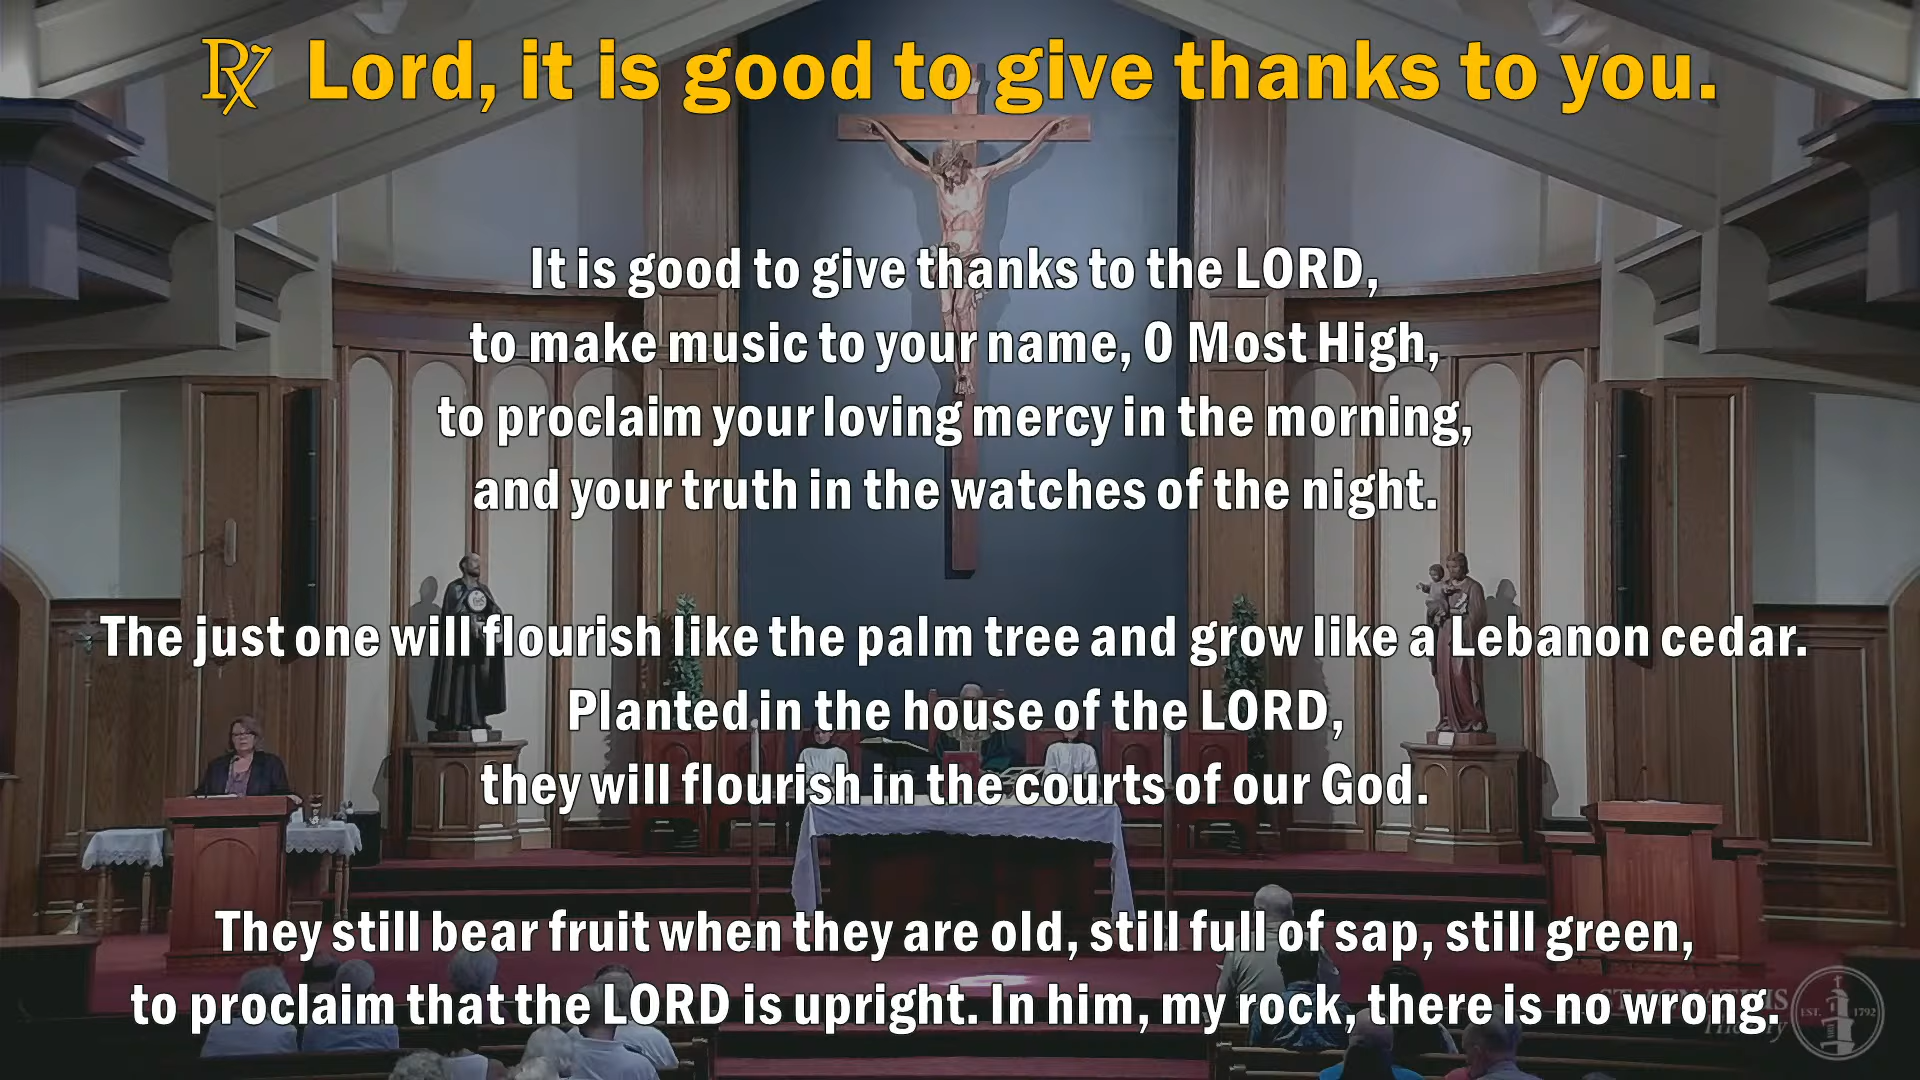 ℟ Lord, it is good to give thanks to you.
It is good to give thanks to the LORD,
to make music to your name, O Most High,
to proclaim your loving mercy in the morning,
and your truth in the watches of the night.
The just one will flourish like the palm tree and grow like a Lebanon cedar.
Planted in the house of the LORD,
they will flourish in the courts of our God.
They still bear fruit when they are old, still full of sap, still green,
to proclaim that the LORD is upright. In him, my rock, there is no wrong.
ST. IGNATIUS
EST. 1792